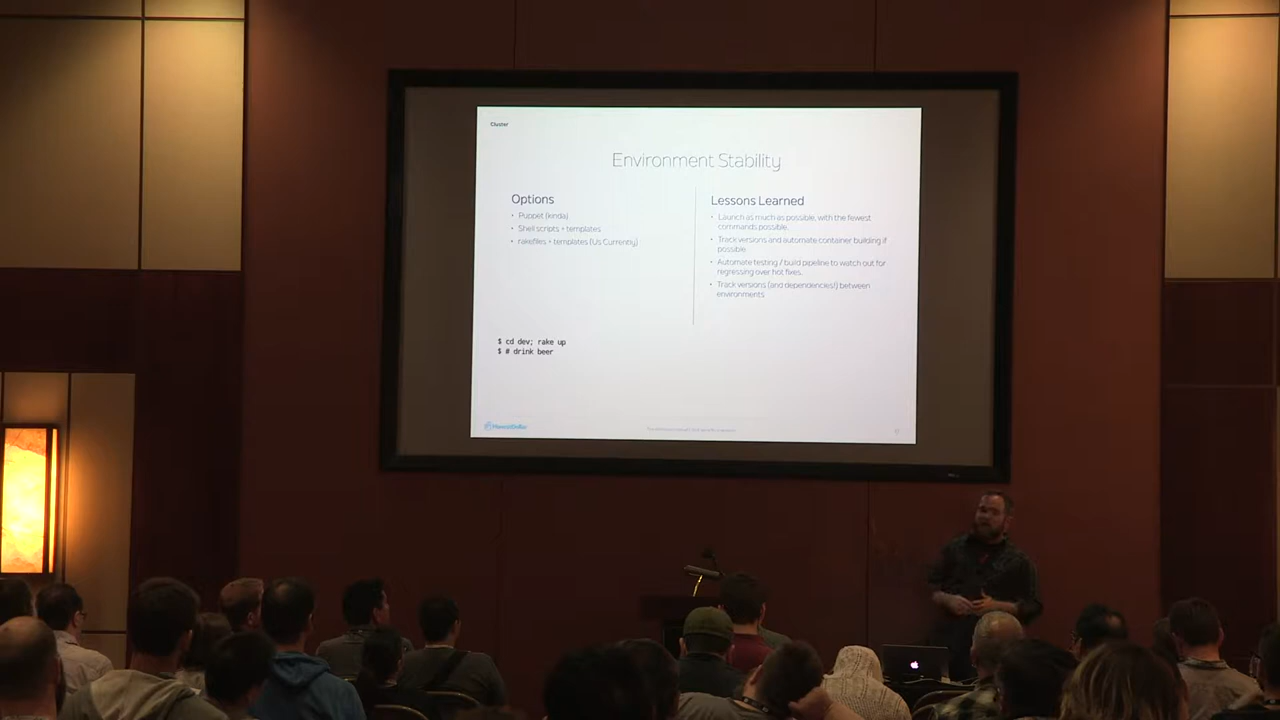 Cluster
Environment Stability
Options
• Puppet (kinda)
• Shell scripts + templates
• rakefiles + templates (Us Currently)
Lessons Learned
• Launch as much as possible, with the fewest
commands possible.
• Track versions and automate container building if
possible.
• Automate testing / build pipeline to watch out for
regressing over hot fixes.
• Track versions (and dependencies!) between
environments
$ cd dev; rake up
$ # drink beer